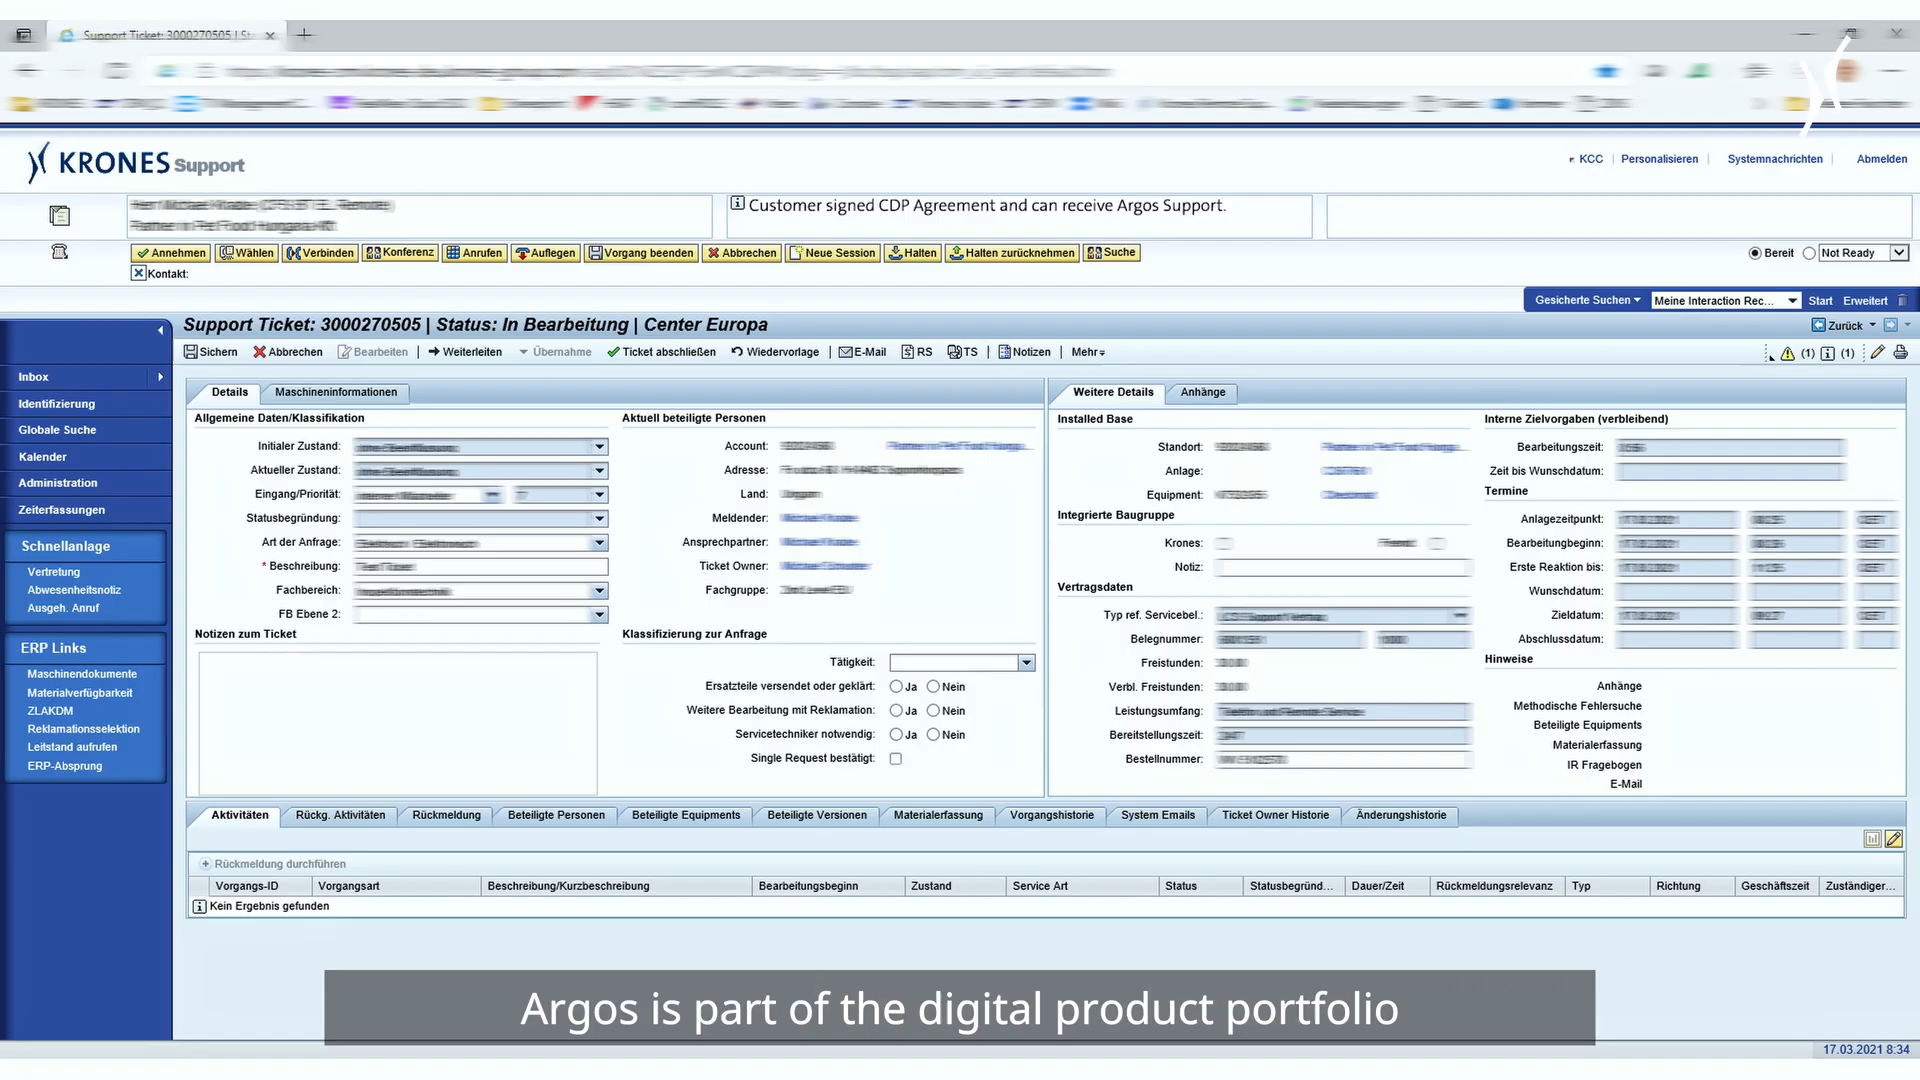 Support Ticket: 3000270505 | St
KRONES Support
KCC | Personalisieren | Systemnachrichten | Abmelden
Customer signed CDP Agreement and can receive Argos Support.
Annehmen Wählen Verbinden Konferenz Anrufen Auflegen Vorgang beenden Abbrechen Neue Session Halten Halten zurücknehmen Suche
Bereit Not Ready
Kontakt:
Gesicherte Suchen Meine Interaction Rec... Start Erweitert
Support Ticket: 3000270505 | Status: In Bearbeitung | Center Europa
Zurück
Sichern Abbrechen Bearbeiten | Weiterleiten Übernahme Ticket abschließen Wiedervorlage | E-Mail RS TS | Notizen | Mehr
(1) (1)
Inbox
Identifizierung
Globale Suche
Kalender
Administration
Zeiterfassungen
Schnellanlage
Vertretung
Abwesenheitsnotiz
Ausgeh. Anruf
ERP Links
Maschinendokumente
Materialverfügbarkeit
ZLAKDM
Reklamationsselektion
Leitstand aufrufen
ERP-Absprung
Details Maschineninformationen
Allgemeine Daten/Klassifikation
Initialer Zustand:
Aktueller Zustand:
Eingang/Priorität:
Statusbegründung:
Art der Anfrage:
* Beschreibung:
Fachbereich:
FB Ebene 2:
Notizen zum Ticket
Aktuell beteiligte Personen
Account:
Adresse:
Land:
Meldender:
Ansprechpartner:
Ticket Owner:
Fachgruppe:
Klassifizierung zur Anfrage
Tätigkeit:
Ersatzteile versendet oder geklärt: Ja Nein
Weitere Bearbeitung mit Reklamation: Ja Nein
Servicetechniker notwendig: Ja Nein
Single Request bestätigt:
Weitere Details Anhänge
Installed Base
Standort:
Anlage:
Equipment:
Integrierte Baugruppe
Krones:
Notiz:
Vertragsdaten
Typ ref. Servicebel.:
Belegnummer:
Freistunden:
Verbl. Freistunden:
Leistungsumfang:
Bereitstellungszeit:
Bestellnummer:
Interne Zielvorgaben (verbleibend)
Bearbeitungszeit:
Zeit bis Wunschdatum:
Termine
Anlagezeitpunkt:
Bearbeitungbeginn:
Erste Reaktion bis:
Wunschdatum:
Zieldatum:
Abschlussdatum:
Hinweise
Anhänge
Methodische Fehlersuche
Beteiligte Equipments
Materialerfassung
IR Fragebogen
E-Mail
Aktivitäten Rückg. Aktivitäten Rückmeldung Beteiligte Personen Beteiligte Equipments Beteiligte Versionen Materialerfassung Vorgangshistorie System Emails Ticket Owner Historie Änderungshistorie
Rückmeldung durchführen
Vorgangs-ID Vorgangsart Beschreibung/Kurzbeschreibung Bearbeitungsbeginn Zustand Service Art Status Statusbegründ... Dauer/Zeit Rückmeldungsrelevanz Typ Richtung Geschäftszeit Zuständiger...
Kein Ergebnis gefunden
Argos is part of the digital product portfolio
17.03.2021 8:34